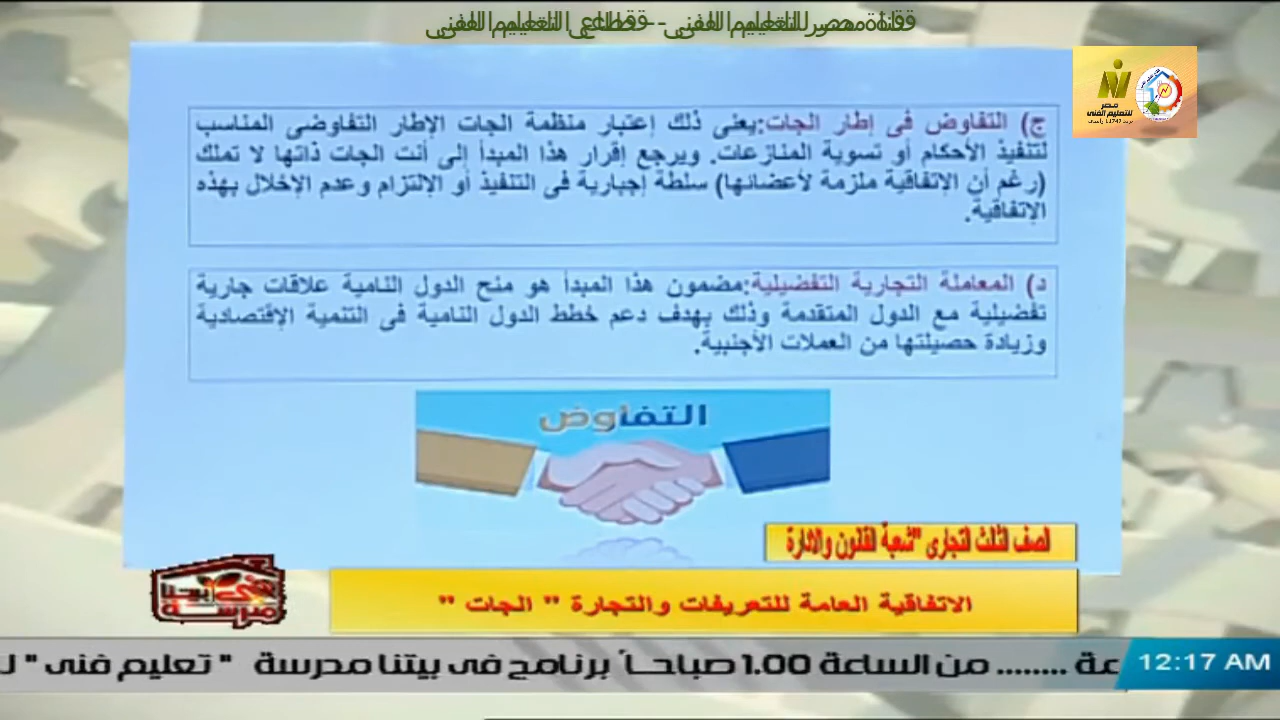 قناة مصر للتعليم الفنى - قطاع التعليم الفنى
مصر
للتعليم الفنى
ج) التفاوض فى إطار الجات:يعنى ذلك إعتبار منظمة الجات الإطار التفاوضى المناسب
لتنفيذ الأحكام أو تسوية المنازعات. ويرجع إقرار هذا المبدأ إلى أنت الجات ذاتها لا تملك
(رغم أن الإتفاقية ملزمة لأعضائها) سلطة إجبارية فى التنفيذ أو الإلتزام وعدم الإخلال بهذه
الإتفاقية.
د) المعاملة التجارية التفضيلية:مضمون هذا المبدأ هو منح الدول النامية علاقات جارية
تفضيلية مع الدول المتقدمة وذلك بهدف دعم خطط الدول النامية فى التنمية الإقتصادية
وزيادة حصيلتها من العملات الأجنبية.
التفاوض
الصف الثالث التجارى "شعبة القانون والادارة
فى بيتنا
مدرسة
الاتفاقية العامة للتعريفات والتجارة " الجات "
عة ........ من الساعة 1.00 صباحاً برنامج فى بيتنا مدرسة " تعليم فنى " لـ
12:17 AM